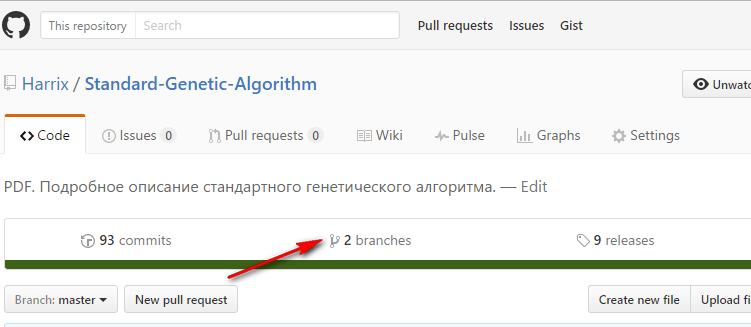 This repository Search Pull requests Issues Gist
Harrix / Standard-Genetic-Algorithm Unwatc
Code Issues 0 Pull requests 0 Wiki Pulse Graphs Settings
PDF. Подробное описание стандартного генетического алгоритма. — Edit
93 commits 2 branches 9 releases
Branch: master New pull request Create new file Upload fi